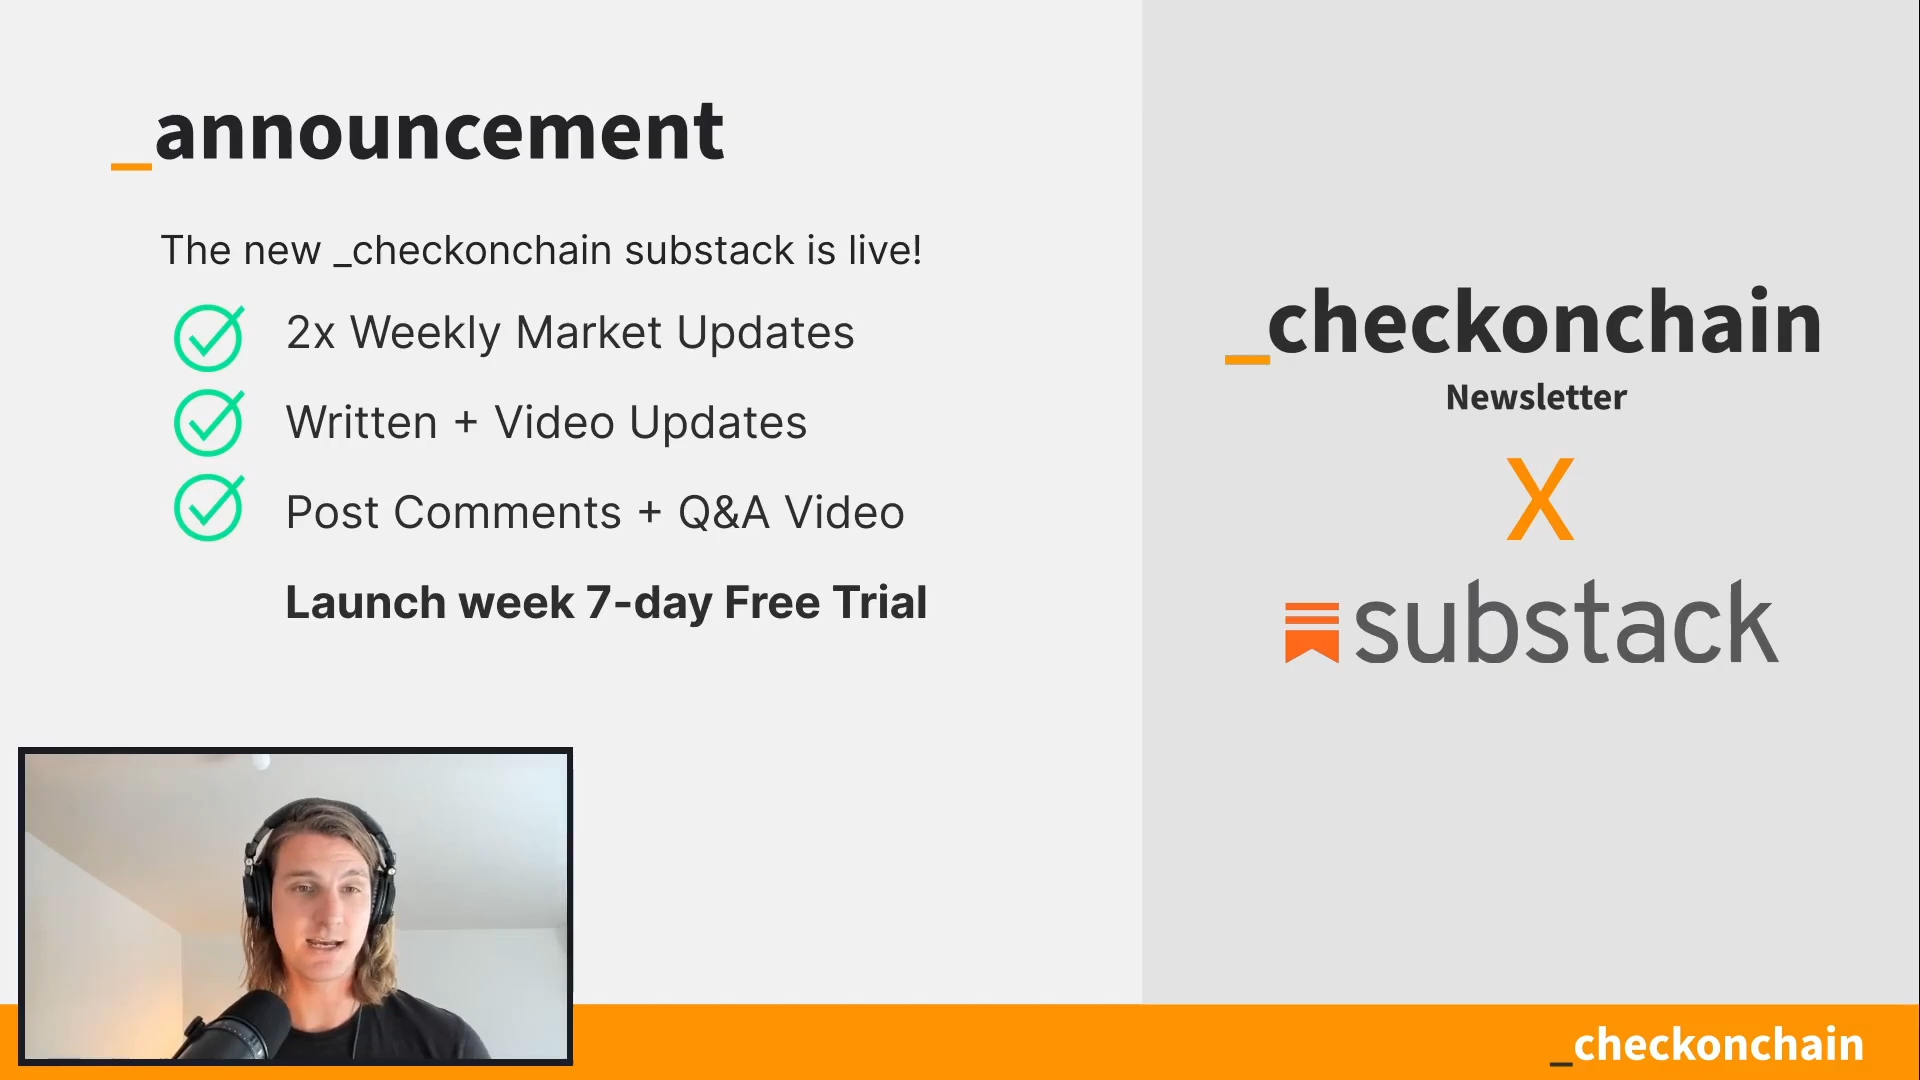 _announcement
The new _checkonchain substack is live!
2x Weekly Market Updates
Written + Video Updates
Post Comments + Q&A Video
Launch week 7-day Free Trial
_checkonchain
Newsletter
X
substack
_checkonchain